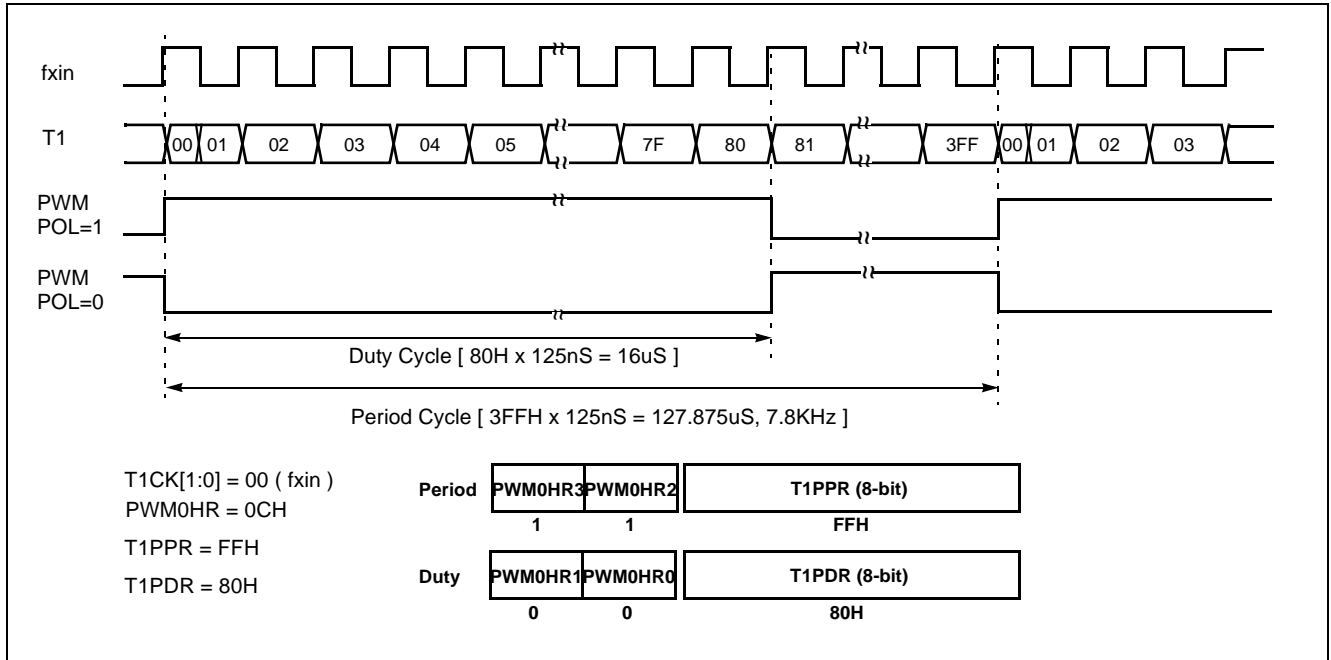 fxin
T1
00 01 02 03 04 05 7F 80 81 3FF 00 01 02 03
PWM
POL=1
PWM
POL=0
Duty Cycle [ 80H x 125nS = 16uS ]
Period Cycle [ 3FFH x 125nS = 127.875uS, 7.8KHz ]
T1CK[1:0] = 00 ( fxin )
PWM0HR = 0CH
T1PPR = FFH
T1PDR = 80H
Period PWM0HR3 PWM0HR2 T1PPR (8-bit)
1 1 FFH
Duty PWM0HR1 PWM0HR0 T1PDR (8-bit)
0 0 80H